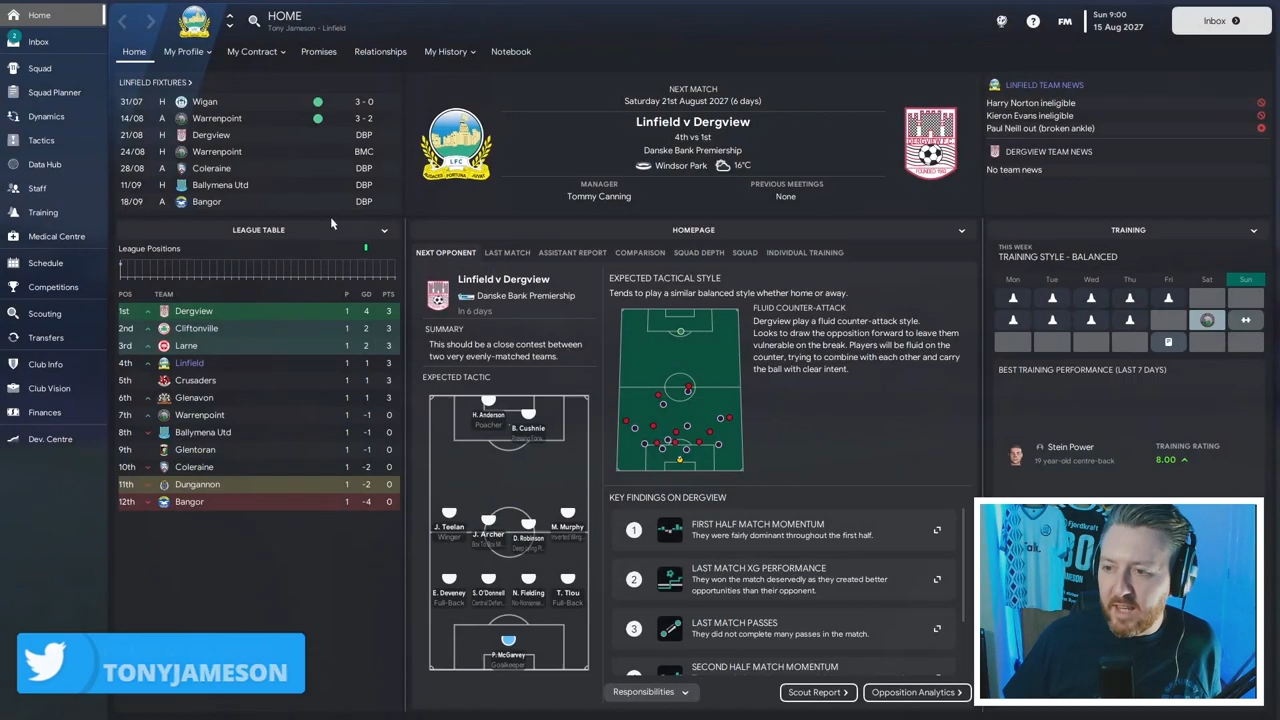 Home
HOME
Tony Jameson - Linfield
FM
Sun 9:00
15 Aug 2027
Inbox
2
Inbox
Squad
Squad Planner
Dynamics
Tactics
Data Hub
Staff
Training
Medical Centre
Schedule
Competitions
Scouting
Transfers
Club Info
Club Vision
Finances
Dev. Centre
Home
My Profile
My Contract
Promises
Relationships
My History
Notebook
LINFIELD FIXTURES
31/07 H Wigan 3 - 0
14/08 A Warrenpoint 3 - 2
21/08 H Dergview DBP
24/08 H Warrenpoint BMC
28/08 A Coleraine DBP
11/09 H Ballymena Utd DBP
18/09 A Bangor DBP
NEXT MATCH
Saturday 21st August 2027 (6 days)
Linfield v Dergview
4th vs 1st
Danske Bank Premiership
Windsor Park 16°C
MANAGER
Tommy Canning
PREVIOUS MEETINGS
None
LFC
LINFIELD TEAM NEWS
Harry Norton ineligible
Kieron Evans ineligible
Paul Neill out (broken ankle)
DERGVIEW TEAM NEWS
No team news
LEAGUE TABLE
League Positions
POS TEAM P GD PTS
1st Dergview 1 4 3
2nd Cliftonville 1 2 3
3rd Larne 1 2 3
4th Linfield 1 1 3
5th Crusaders 1 1 3
6th Glenavon 1 1 3
7th Warrenpoint 1 -1 0
8th Ballymena Utd 1 -1 0
9th Glentoran 1 -1 0
10th Coleraine 1 -2 0
11th Dungannon 1 -2 0
12th Bangor 1 -4 0
HOMEPAGE
NEXT OPPONENT
LAST MATCH
ASSISTANT REPORT
COMPARISON
SQUAD DEPTH
SQUAD
INDIVIDUAL TRAINING
Linfield v Dergview
Danske Bank Premiership
In 6 days
SUMMARY
This should be a close contest between
two very evenly-matched teams.
EXPECTED TACTIC
H. Anderson
Poacher
B. Cushnie
J. Teelan
Winger
J. Archer
D. Robinson
M. Murphy
E. Deveney
Full-Back
S. O'Donnell
N. Fielding
T. Tlou
Full-Back
P. McGarvey
Goalkeeper
EXPECTED TACTICAL STYLE
Tends to play a similar balanced style whether home or away.
FLUID COUNTER-ATTACK
Dergview play a fluid counter-attack style.
Looks to draw the opposition forward to leave them
vulnerable on the break. Players will be fluid on the
counter, trying to combine with each other and carry
the ball with clear intent.
KEY FINDINGS ON DERGVIEW
1 FIRST HALF MATCH MOMENTUM
They were fairly dominant throughout the first half.
2 LAST MATCH XG PERFORMANCE
They won the match deservedly as they created better
opportunities than their opponent.
3 LAST MATCH PASSES
They did not complete many passes in the match.
SECOND HALF MATCH MOMENTUM
Responsibilities
Scout Report
Opposition Analytics
TRAINING
THIS WEEK
TRAINING STYLE - BALANCED
Mon Tue Wed Thu Fri Sat Sun
BEST TRAINING PERFORMANCE (LAST 7 DAYS)
Stein Power
19 year-old centre-back
TRAINING RATING
8.00
TONYJAMESON
JAMESON